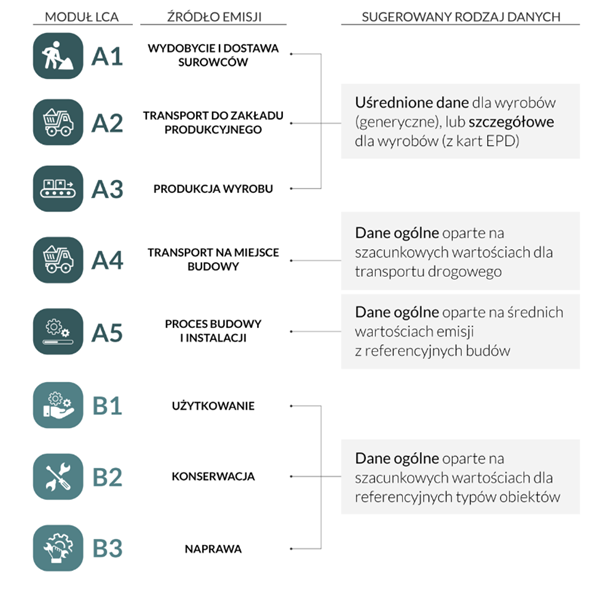 MODUŁ LCA
ŹRÓDŁO EMISJI
SUGEROWANY RODZAJ DANYCH
A1
WYDOBYCIE I DOSTAWA
SUROWCÓW
A2
TRANSPORT DO ZAKŁADU
PRODUKCYJNEGO
Uśrednione dane dla wyrobów
(generyczne), lub szczegółowe
dla wyrobów (z kart EPD)
A3
PRODUKCJA WYROBU
A4
TRANSPORT NA MIEJSCE
BUDOWY
Dane ogólne oparte na
szacunkowych wartościach dla
transportu drogowego
A5
PROCES BUDOWY
I INSTALACJI
Dane ogólne oparte na średnich
wartościach emisji
z referencyjnych budów
B1
UŻYTKOWANIE
B2
KONSERWACJA
Dane ogólne oparte na
szacunkowych wartościach dla
referencyjnych typów obiektów
B3
NAPRAWA